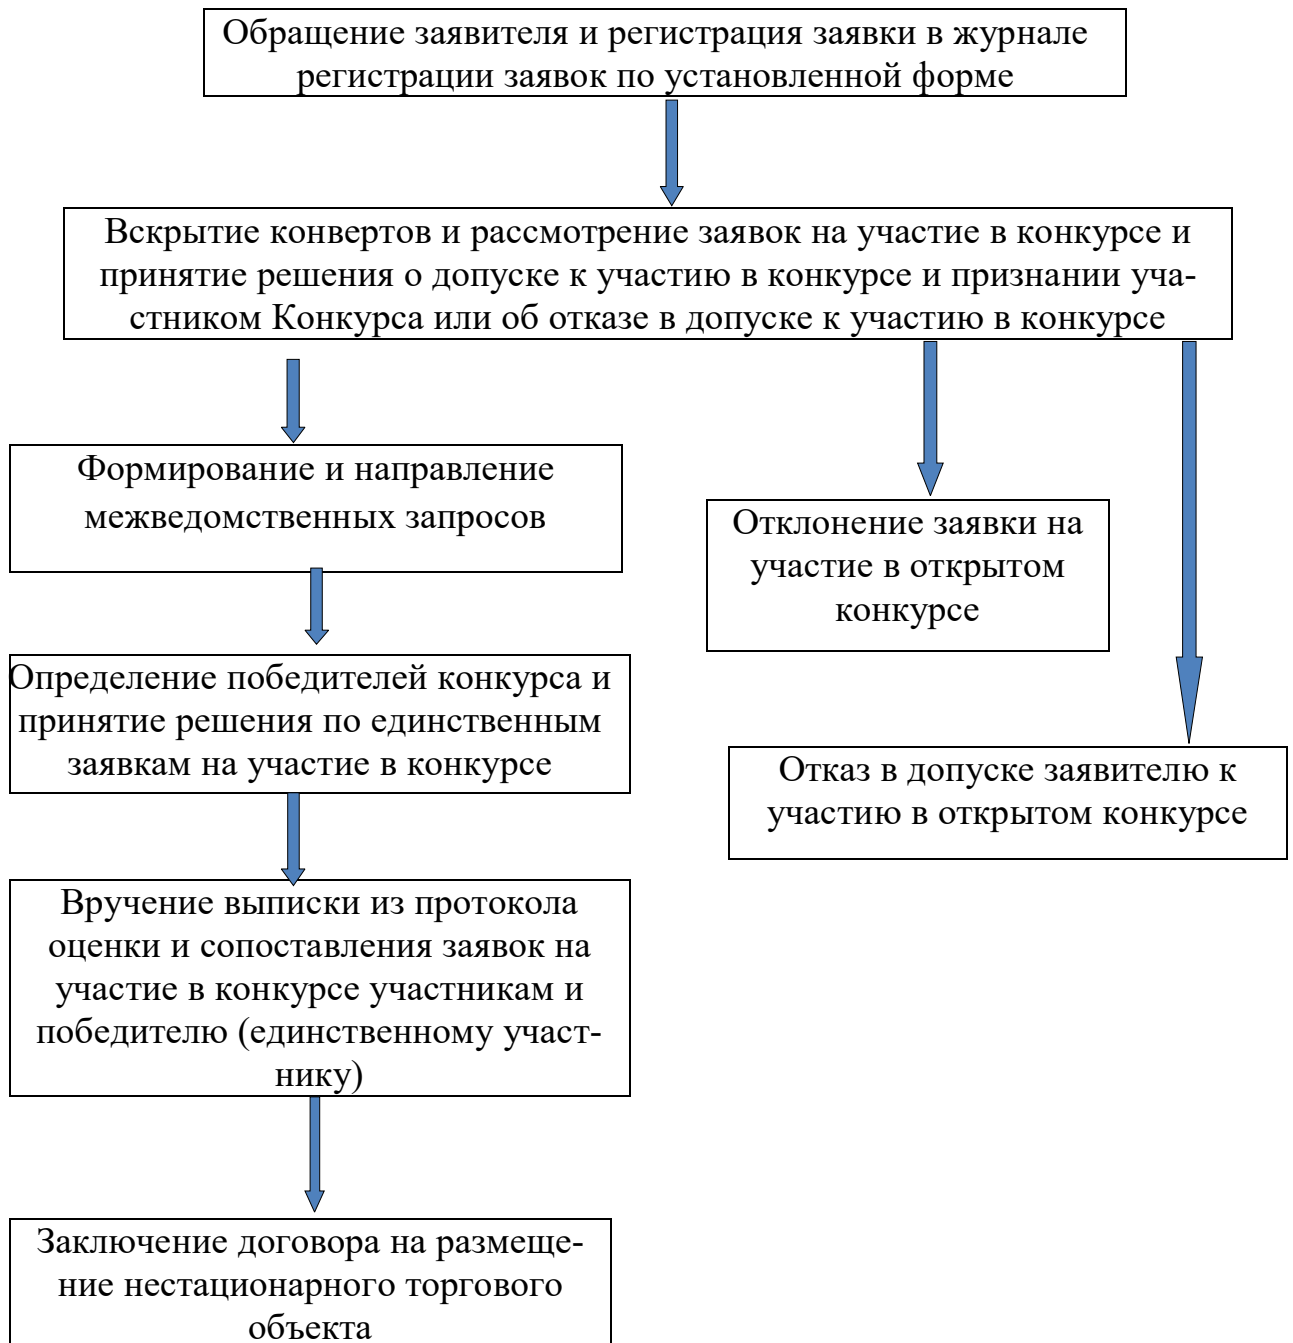 Обращение заявителя и регистрация заявки в журнале
регистрации заявок по установленной форме
Вскрытие конвертов и рассмотрение заявок на участие в конкурсе и
принятие решения о допуске к участию в конкурсе и признании уча-
стником Конкурса или об отказе в допуске к участию в конкурсе
Формирование и направление
межведомственных запросов
Отклонение заявки на
участие в открытом
конкурсе
Определение победителей конкурса и
принятие решения по единственным
заявкам на участие в конкурсе
Отказ в допуске заявителю к
участию в открытом конкурсе
Вручение выписки из протокола
оценки и сопоставления заявок на
участие в конкурсе участникам и
победителю (единственному участ-
нику)
Заключение договора на размеще-
ние нестационарного торгового
объекта